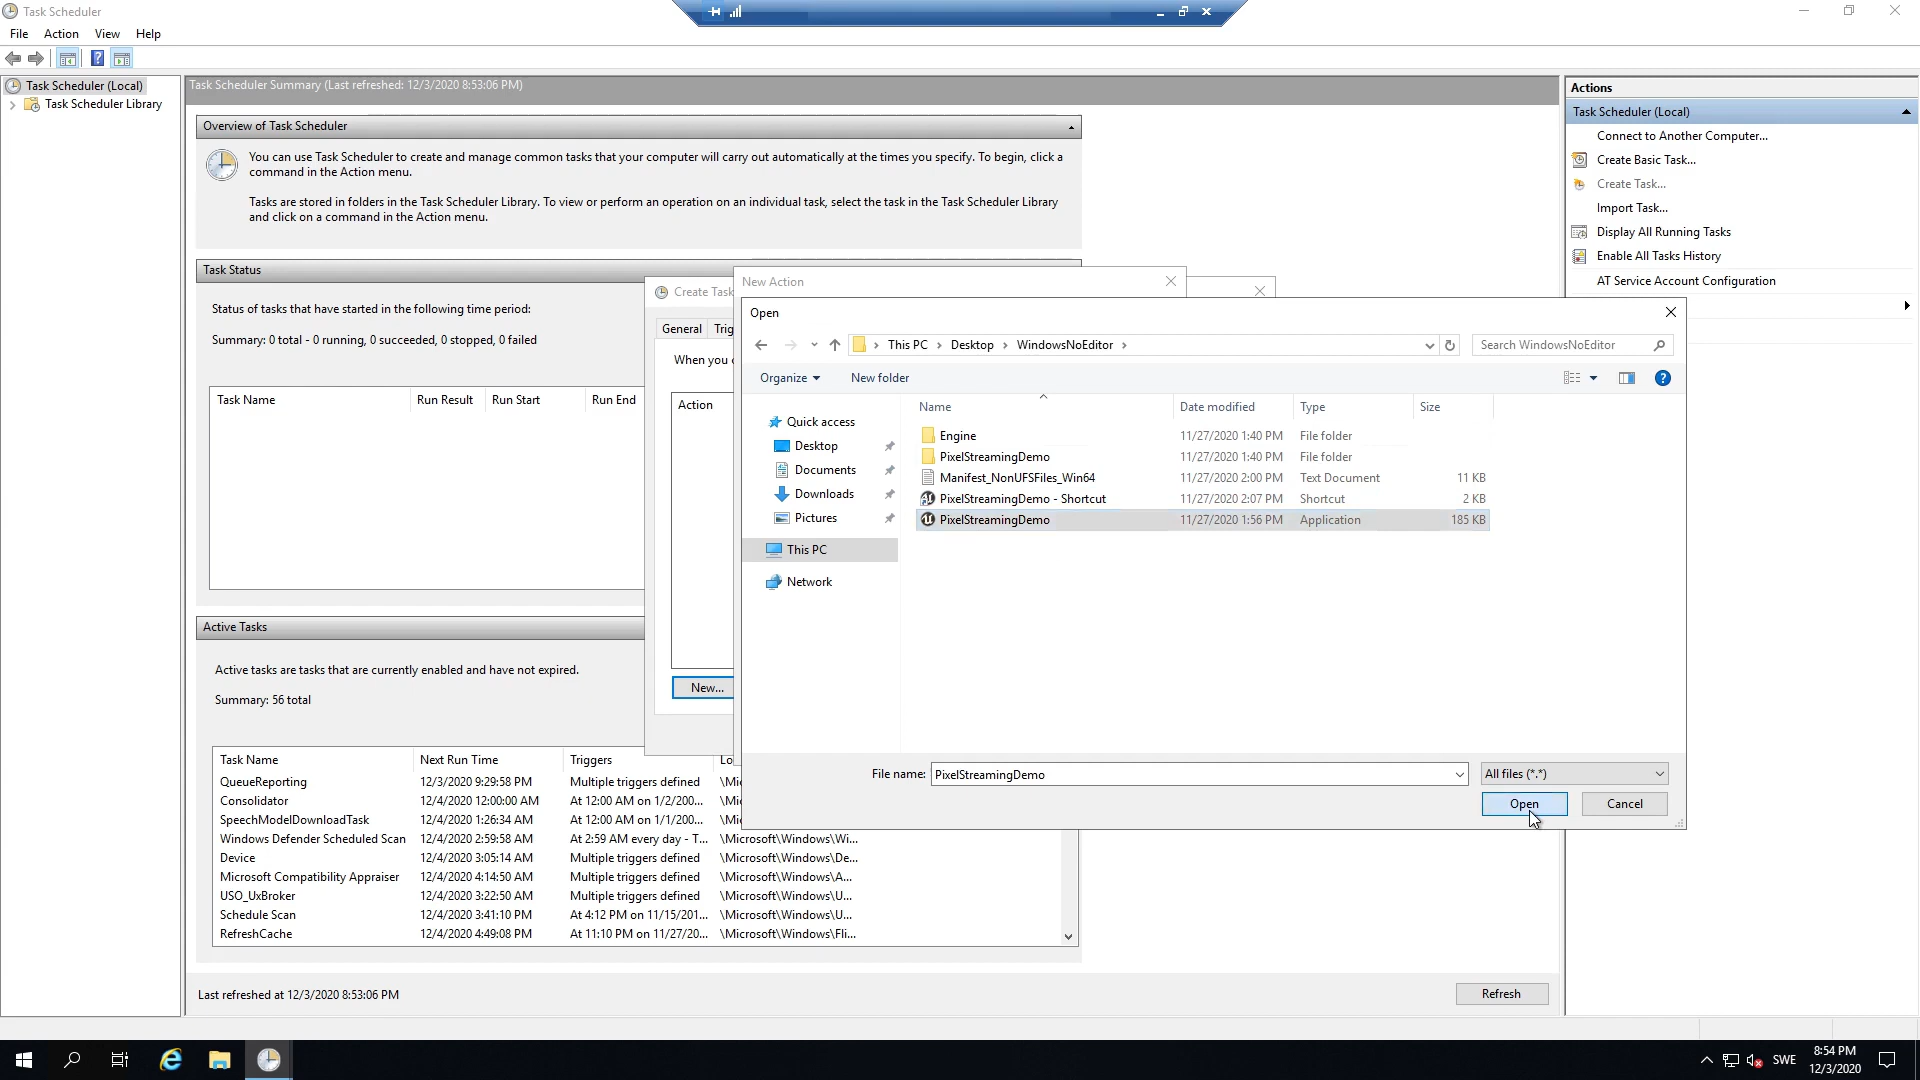 Task Scheduler
File Action View Help
Task Scheduler (Local)
Task Scheduler Library
Task Scheduler Summary (Last refreshed: 12/3/2020 8:53:06 PM)
Overview of Task Scheduler
You can use Task Scheduler to create and manage common tasks that your computer will carry out automatically at the times you specify. To begin, click a
command in the Action menu.
Tasks are stored in folders in the Task Scheduler Library. To view or perform an operation on an individual task, select the task in the Task Scheduler Library
and click on a command in the Action menu.
Task Status
Status of tasks that have started in the following time period:
Summary: 0 total - 0 running, 0 succeeded, 0 stopped, 0 failed
Task Name Run Result Run Start Run End
Active Tasks
Active tasks are tasks that are currently enabled and have not expired.
Summary: 56 total
Task Name Next Run Time Triggers Lo
QueueReporting 12/3/2020 9:29:58 PM Multiple triggers defined \Microsoft\Windows\Wi...
Consolidator 12/4/2020 12:00:00 AM At 12:00 AM on 1/2/200... \Microsoft\Windows\C...
SpeechModelDownloadTask 12/4/2020 1:26:34 AM At 12:00 AM on 1/1/200... \Microsoft\Windows\Sp...
Windows Defender Scheduled Scan 12/4/2020 2:59:58 AM At 2:59 AM every day - T... \Microsoft\Windows\Wi...
Device 12/4/2020 3:05:14 AM Multiple triggers defined \Microsoft\Windows\De...
Microsoft Compatibility Appraiser 12/4/2020 4:14:50 AM Multiple triggers defined \Microsoft\Windows\A...
USO_UxBroker 12/4/2020 3:22:50 AM Multiple triggers defined \Microsoft\Windows\U...
Schedule Scan 12/4/2020 3:41:10 PM At 4:12 PM on 11/15/201... \Microsoft\Windows\U...
RefreshCache 12/4/2020 4:49:08 PM At 11:10 PM on 11/27/20... \Microsoft\Windows\Fli...
Last refreshed at 12/3/2020 8:53:06 PM
Refresh
Create Task
General Trig
When you c
Action
New...
New Action
Open
This PC Desktop WindowsNoEditor
Search WindowsNoEditor
Organize New folder
Quick access
Desktop
Documents
Downloads
Pictures
This PC
Network
Name Date modified Type Size
Engine 11/27/2020 1:40 PM File folder
PixelStreamingDemo 11/27/2020 1:40 PM File folder
Manifest_NonUFSFiles_Win64 11/27/2020 2:00 PM Text Document 11 KB
PixelStreamingDemo - Shortcut 11/27/2020 2:07 PM Shortcut 2 KB
PixelStreamingDemo 11/27/2020 1:56 PM Application 185 KB
File name: PixelStreamingDemo All files (*.*)
Open Cancel
Actions
Task Scheduler (Local)
Connect to Another Computer...
Create Basic Task...
Create Task...
Import Task...
Display All Running Tasks
Enable All Tasks History
AT Service Account Configuration
SWE
8:54 PM
12/3/2020